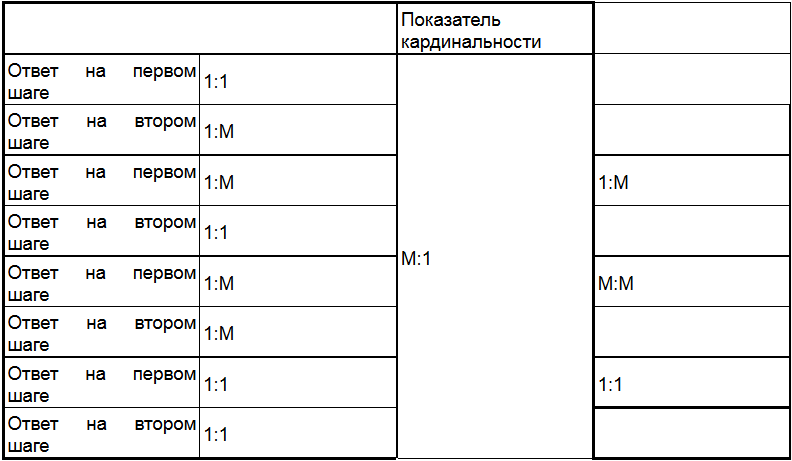 Показатель
кардинальности
Ответ на первом
шаге
1:1
Ответ на втором
шаге
1:М
Ответ на первом
шаге
1:М
1:М
Ответ на втором
шаге
1:1
М:1
Ответ на первом
шаге
1:М
М:М
Ответ на втором
шаге
1:М
Ответ на первом
шаге
1:1
1:1
Ответ на втором
шаге
1:1